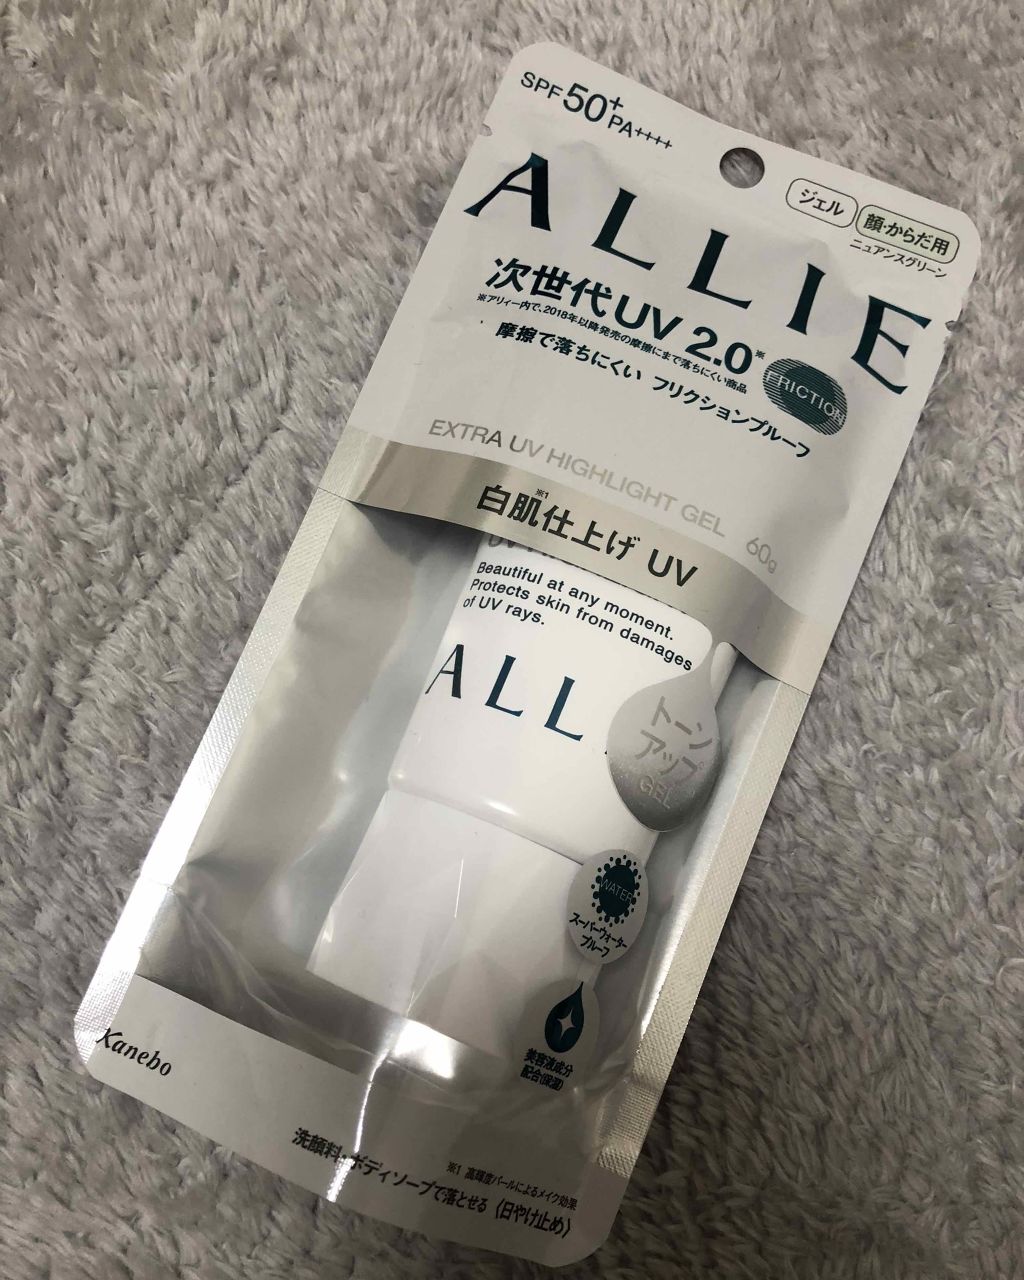 SPF50+
PA++++
ジェル
顔・からだ用
ニュアンスグリーン
ALLIE
次世代UV 2.0※
※アリィー内で、2018年以降発売の摩擦にまで落ちにくい商品
摩擦で落ちにくい フリクションプルーフ
FRICTION
EXTRA UV HIGHLIGHT GEL 60g
白肌※1仕上げ UV
Beautiful at any moment.
Protects skin from damages
of UV rays.
ALL
トーン
アップ
GEL
WATER
スーパーウォーター
プルーフ
美容液成分
配合(保湿)
Kanebo
※1 高輝度パールによるメイク効果
洗顔料・ボディソープで落とせる 〈日やけ止め〉